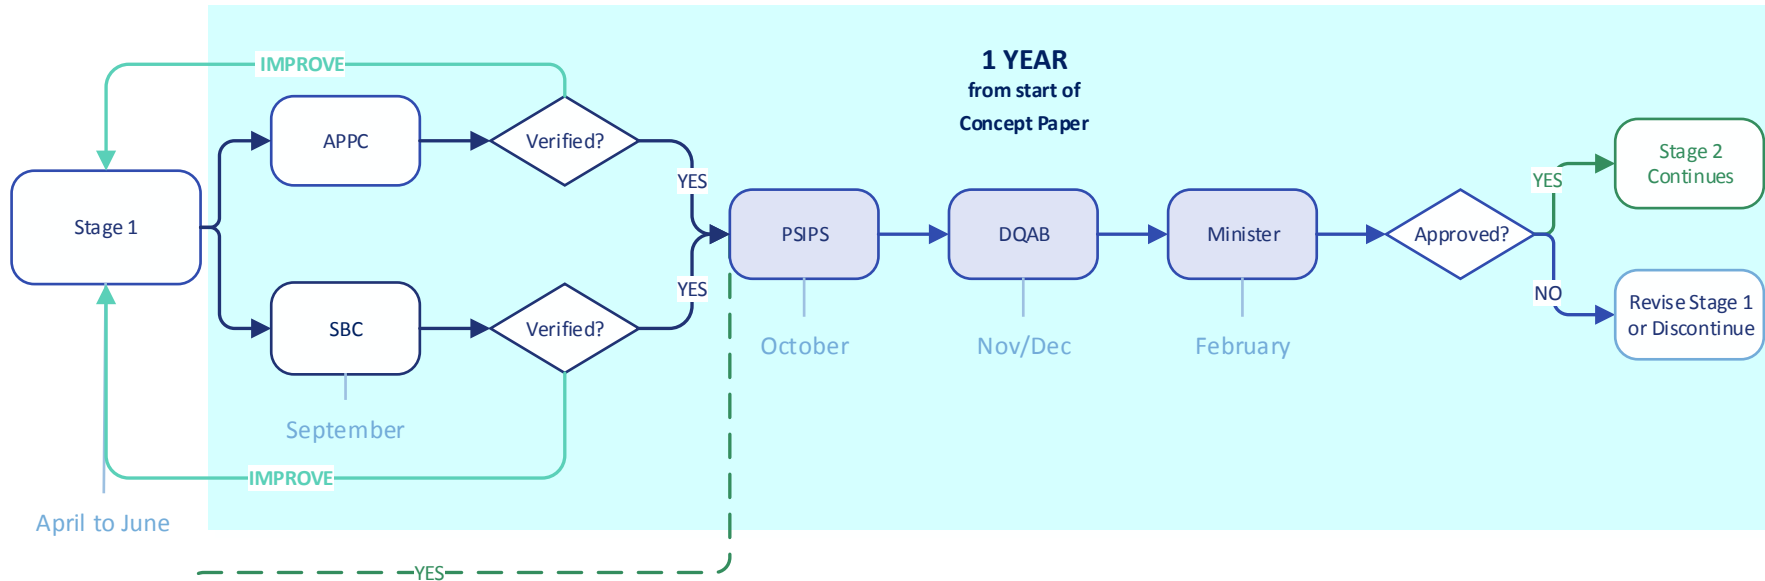 1 YEAR
from start of
Concept Paper
IMPROVE
APPC
Verified?
YES
Stage 1
SBC
Verified?
YES
September
IMPROVE
April to June
PSIPS
October
DQAB
Nov/Dec
Minister
February
Approved?
YES
Stage 2
Continues
NO
Revise Stage 1
or Discontinue
YES